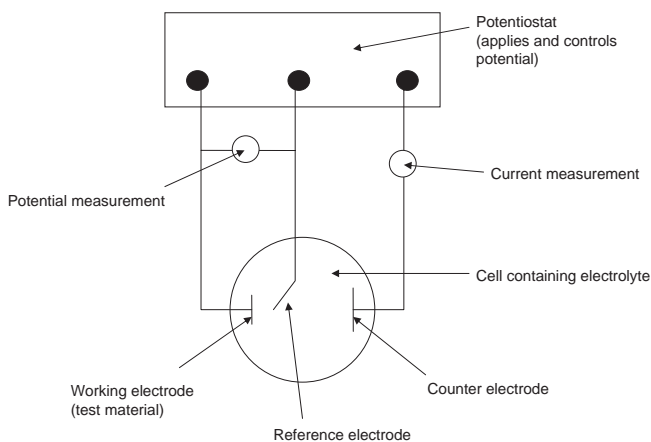 Potentiostat
(applies and controls
potential)
Potential measurement
Current measurement
Cell containing electrolyte
Working electrode
(test material)
Counter electrode
Reference electrode